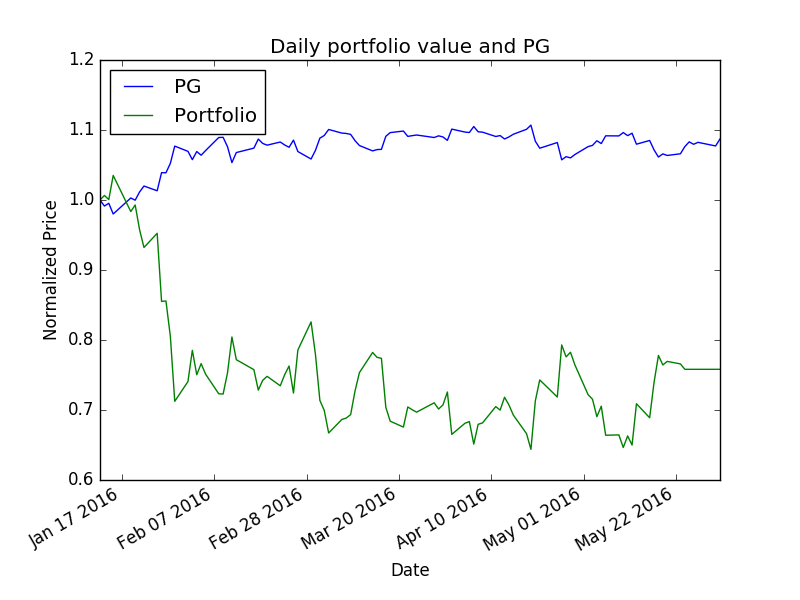 Daily portfolio value and PG
PG
Portfolio
1.2
1.1
1.0
0.9
0.8
0.7
0.6
Normalized Price
Jan 17 2016
Feb 07 2016
Feb 28 2016
Mar 20 2016
Apr 10 2016
May 01 2016
May 22 2016
Date